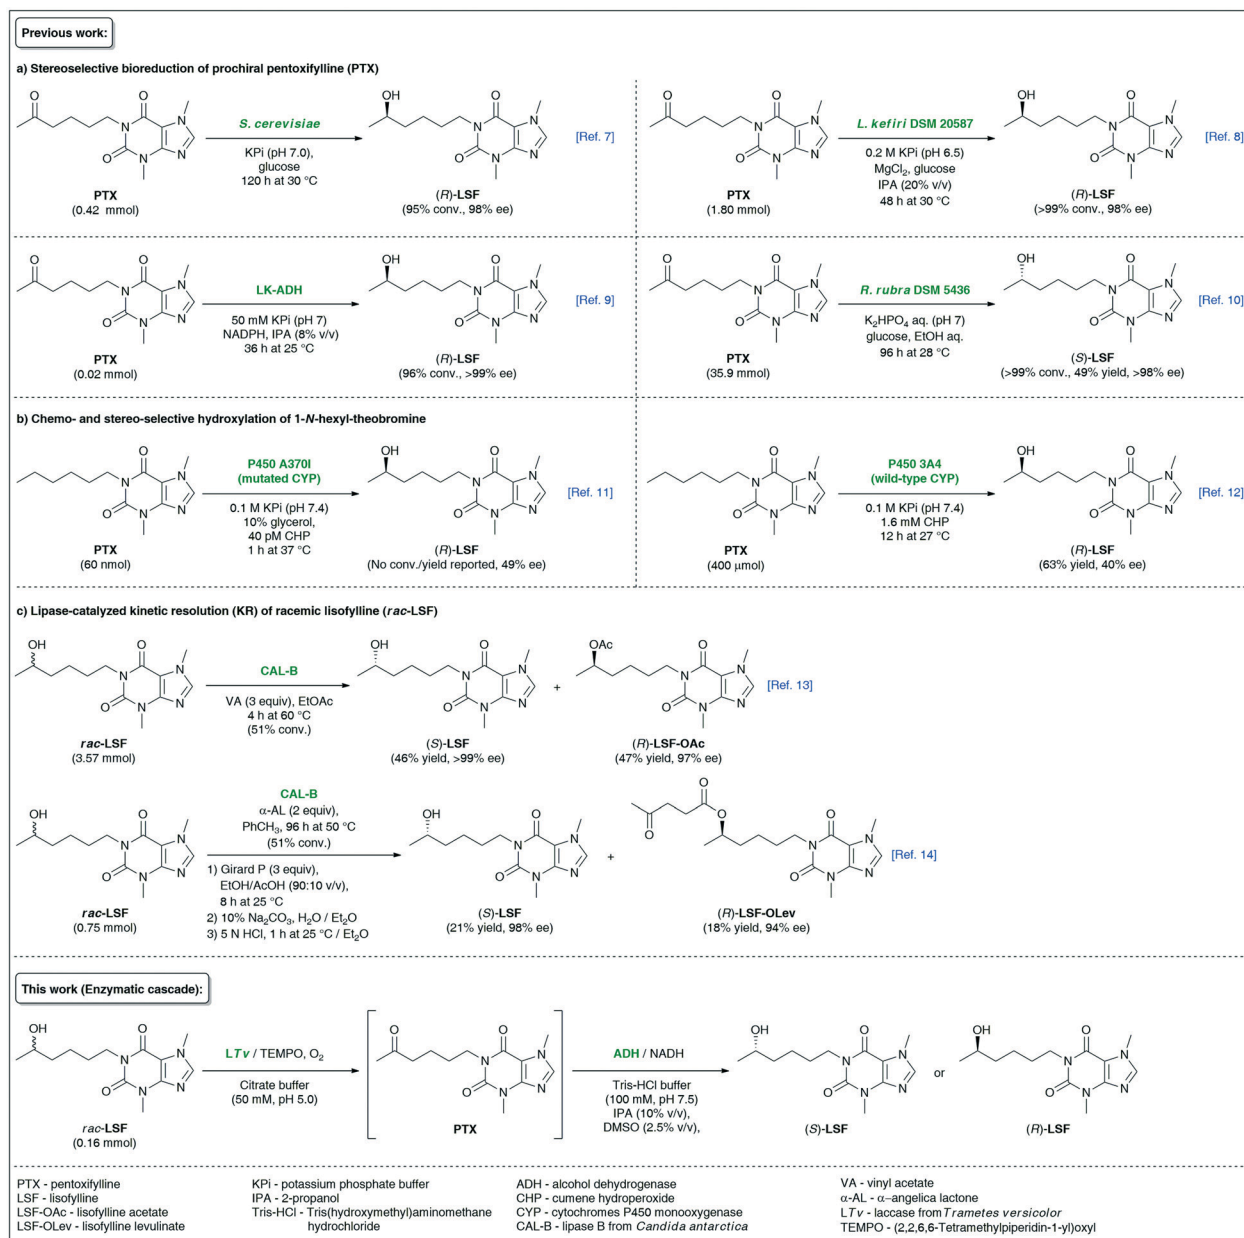 Previous work:
a) Stereoselective bioreduction of prochiral pentoxifylline (PTX)
O
O
N
N
N
N
O
PTX
(0.42 mmol)
S. cerevisiae
KPi (pH 7.0),
glucose
120 h at 30 °C
OH
O
N
N
N
N
O
(R)-LSF
(95% conv., 98% ee)
[Ref. 7]
O
O
N
N
N
N
O
PTX
(1.80 mmol)
L. kefiri DSM 20587
0.2 M KPi (pH 6.5)
MgCl2, glucose
IPA (20% v/v)
48 h at 30 °C
OH
O
N
N
N
N
O
(R)-LSF
(>99% conv., 98% ee)
[Ref. 8]
O
O
N
N
N
N
O
PTX
(0.02 mmol)
LK-ADH
50 mM KPi (pH 7)
NADPH, IPA (8% v/v)
36 h at 25 °C
OH
O
N
N
N
N
O
(R)-LSF
(96% conv., >99% ee)
[Ref. 9]
O
O
N
N
N
N
O
PTX
(35.9 mmol)
R. rubra DSM 5436
K2HPO4 aq. (pH 7)
glucose, EtOH aq.
96 h at 28 °C
OH
O
N
N
N
N
O
(S)-LSF
(>99% conv., 49% yield, >98% ee)
[Ref. 10]
b) Chemo- and stereo-selective hydroxylation of 1-N-hexyl-theobromine
O
N
N
N
N
O
PTX
(60 nmol)
P450 A370I
(mutated CYP)
0.1 M KPi (pH 7.4)
10% glycerol,
40 pM CHP
1 h at 37 °C
OH
O
N
N
N
N
O
(R)-LSF
(No conv./yield reported, 49% ee)
[Ref. 11]
O
N
N
N
N
O
PTX
(400 µmol)
P450 3A4
(wild-type CYP)
0.1 M KPi (pH 7.4)
1.6 mM CHP
12 h at 27 °C
OH
O
N
N
N
N
O
(R)-LSF
(63% yield, 40% ee)
[Ref. 12]
c) Lipase-catalyzed kinetic resolution (KR) of racemic lisofylline (rac-LSF)
OH
O
N
N
N
N
O
rac-LSF
(3.57 mmol)
CAL-B
VA (3 equiv), EtOAc
4 h at 60 °C
(51% conv.)
OH
O
N
N
N
N
O
(S)-LSF
(46% yield, >99% ee)
+
OAc
O
N
N
N
N
O
(R)-LSF-OAc
(47% yield, 97% ee)
[Ref. 13]
OH
O
N
N
N
N
O
rac-LSF
(0.75 mmol)
CAL-B
α-AL (2 equiv),
PhCH3, 96 h at 50 °C
(51% conv.)
1) Girard P (3 equiv),
EtOH/AcOH (90:10 v/v),
8 h at 25 °C
2) 10% Na2CO3, H2O / Et2O
3) 5 N HCl, 1 h at 25 °C / Et2O
OH
O
N
N
N
N
O
(S)-LSF
(21% yield, 98% ee)
+
O
O
O
O
N
N
N
N
O
(R)-LSF-OLev
(18% yield, 94% ee)
[Ref. 14]
This work (Enzymatic cascade):
OH
O
N
N
N
N
O
rac-LSF
(0.16 mmol)
LTv / TEMPO, O2
Citrate buffer
(50 mM, pH 5.0)
O
O
N
N
N
N
O
PTX
ADH / NADH
Tris-HCl buffer
(100 mM, pH 7.5)
IPA (10% v/v),
DMSO (2.5% v/v),
OH
O
N
N
N
N
O
(S)-LSF
or
OH
O
N
N
N
N
O
(R)-LSF
PTX - pentoxifylline
LSF - lisofylline
LSF-OAc - lisofylline acetate
LSF-OLev - lisofylline levulinate
KPi - potassium phosphate buffer
IPA - 2-propanol
Tris-HCl - Tris(hydroxymethyl)aminomethane
hydrochloride
ADH - alcohol dehydrogenase
CHP - cumene hydroperoxide
CYP - cytochromes P450 monooxygenase
CAL-B - lipase B from Candida antarctica
VA - vinyl acetate
α-AL - α-angelica lactone
LTv - laccase from Trametes versicolor
TEMPO - (2,2,6,6-Tetramethylpiperidin-1-yl)oxyl